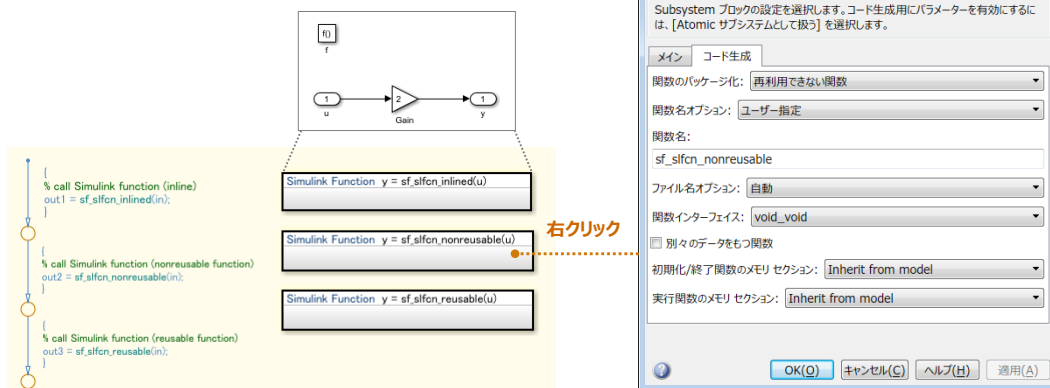 f()
f
1
u
2
Gain
1
y
{
% call Simulink function (inline)
out1 = sf_slfcn_inlined(in);
}
{
% call Simulink function (nonreusable function)
out2 = sf_slfcn_nonreusable(in);
}
{
% call Simulink function (reusable function)
out3 = sf_slfcn_reusable(in);
}
Simulink Function y = sf_slfcn_inlined(u)
Simulink Function y = sf_slfcn_nonreusable(u)
Simulink Function y = sf_slfcn_reusable(u)
右クリック
Subsystem ブロックの設定を選択します。コード生成用にパラメーターを有効にするに
は、[Atomic サブシステムとして扱う] を選択します。
メイン コード生成
関数のパッケージ化: 再利用できない関数
関数名オプション: ユーザー指定
関数名:
sf_slfcn_nonreusable
ファイル名オプション: 自動
関数インターフェイス: void_void
別々のデータをもつ関数
初期化/終了関数のメモリ セクション: Inherit from model
実行関数のメモリ セクション: Inherit from model
? OK(O) キャンセル(C) ヘルプ(H) 適用(A)